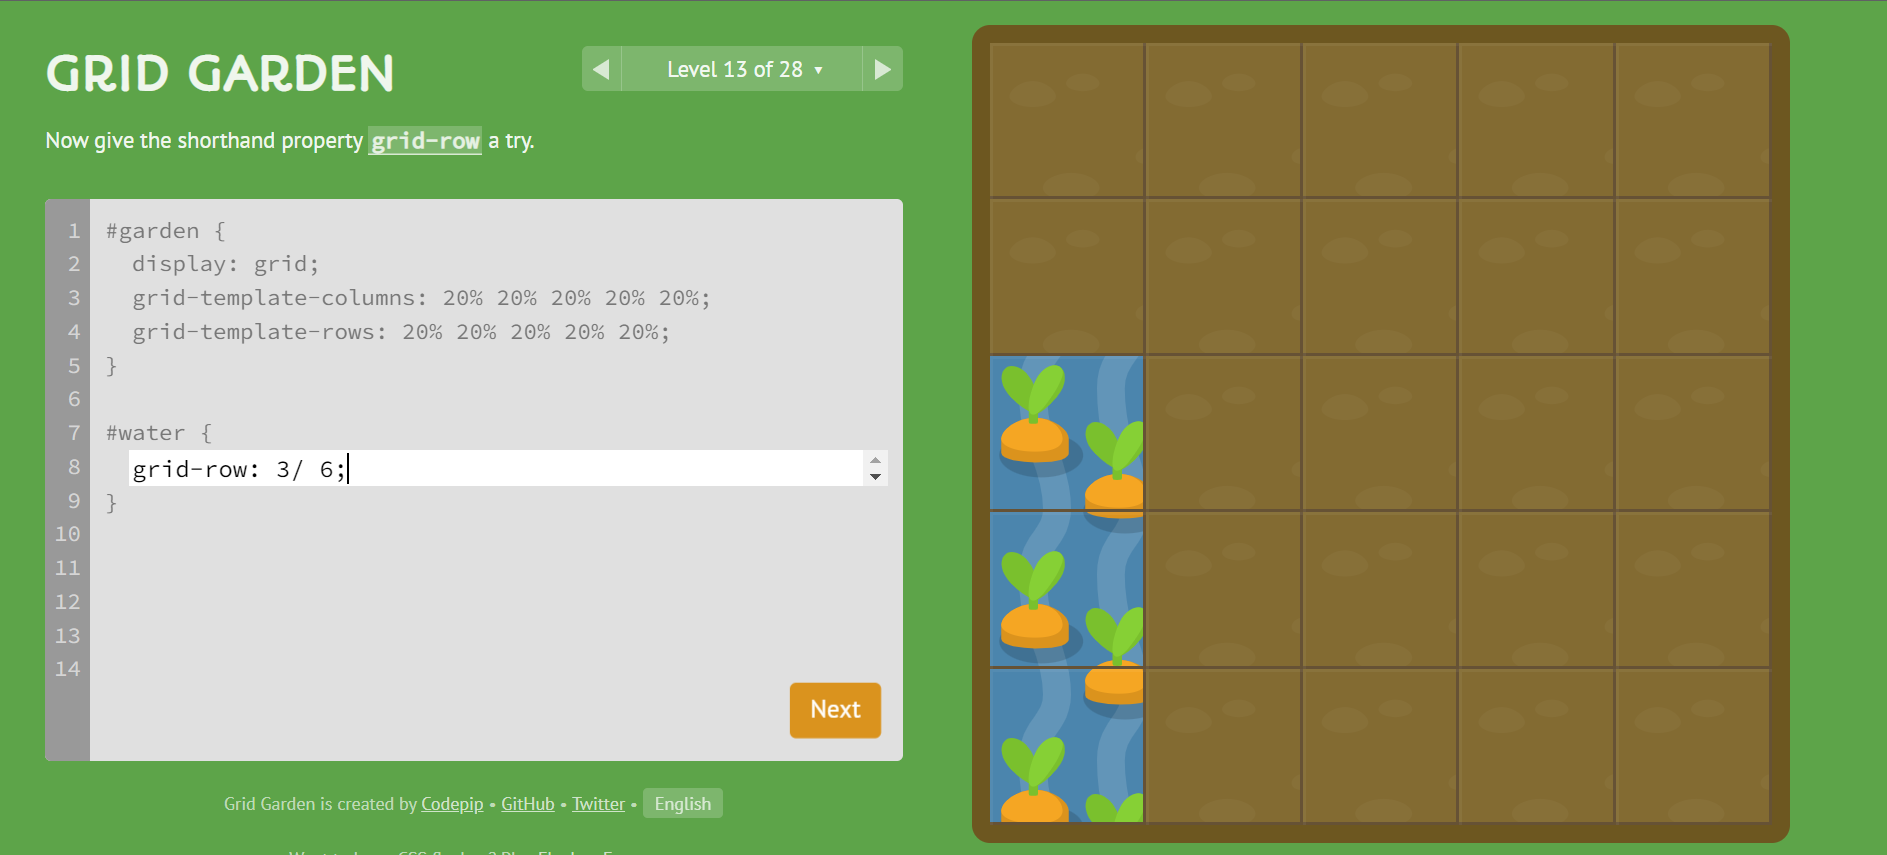 GRID GARDEN
Level 13 of 28 ▾
Now give the shorthand property grid-row a try.
1 #garden {
2 display: grid;
3 grid-template-columns: 20% 20% 20% 20% 20%;
4 grid-template-rows: 20% 20% 20% 20% 20%;
5 }
6
7 #water {
8 grid-row: 3/ 6;
9 }
10
11
12
13
14
Next
Grid Garden is created by Codepip • GitHub • Twitter • English